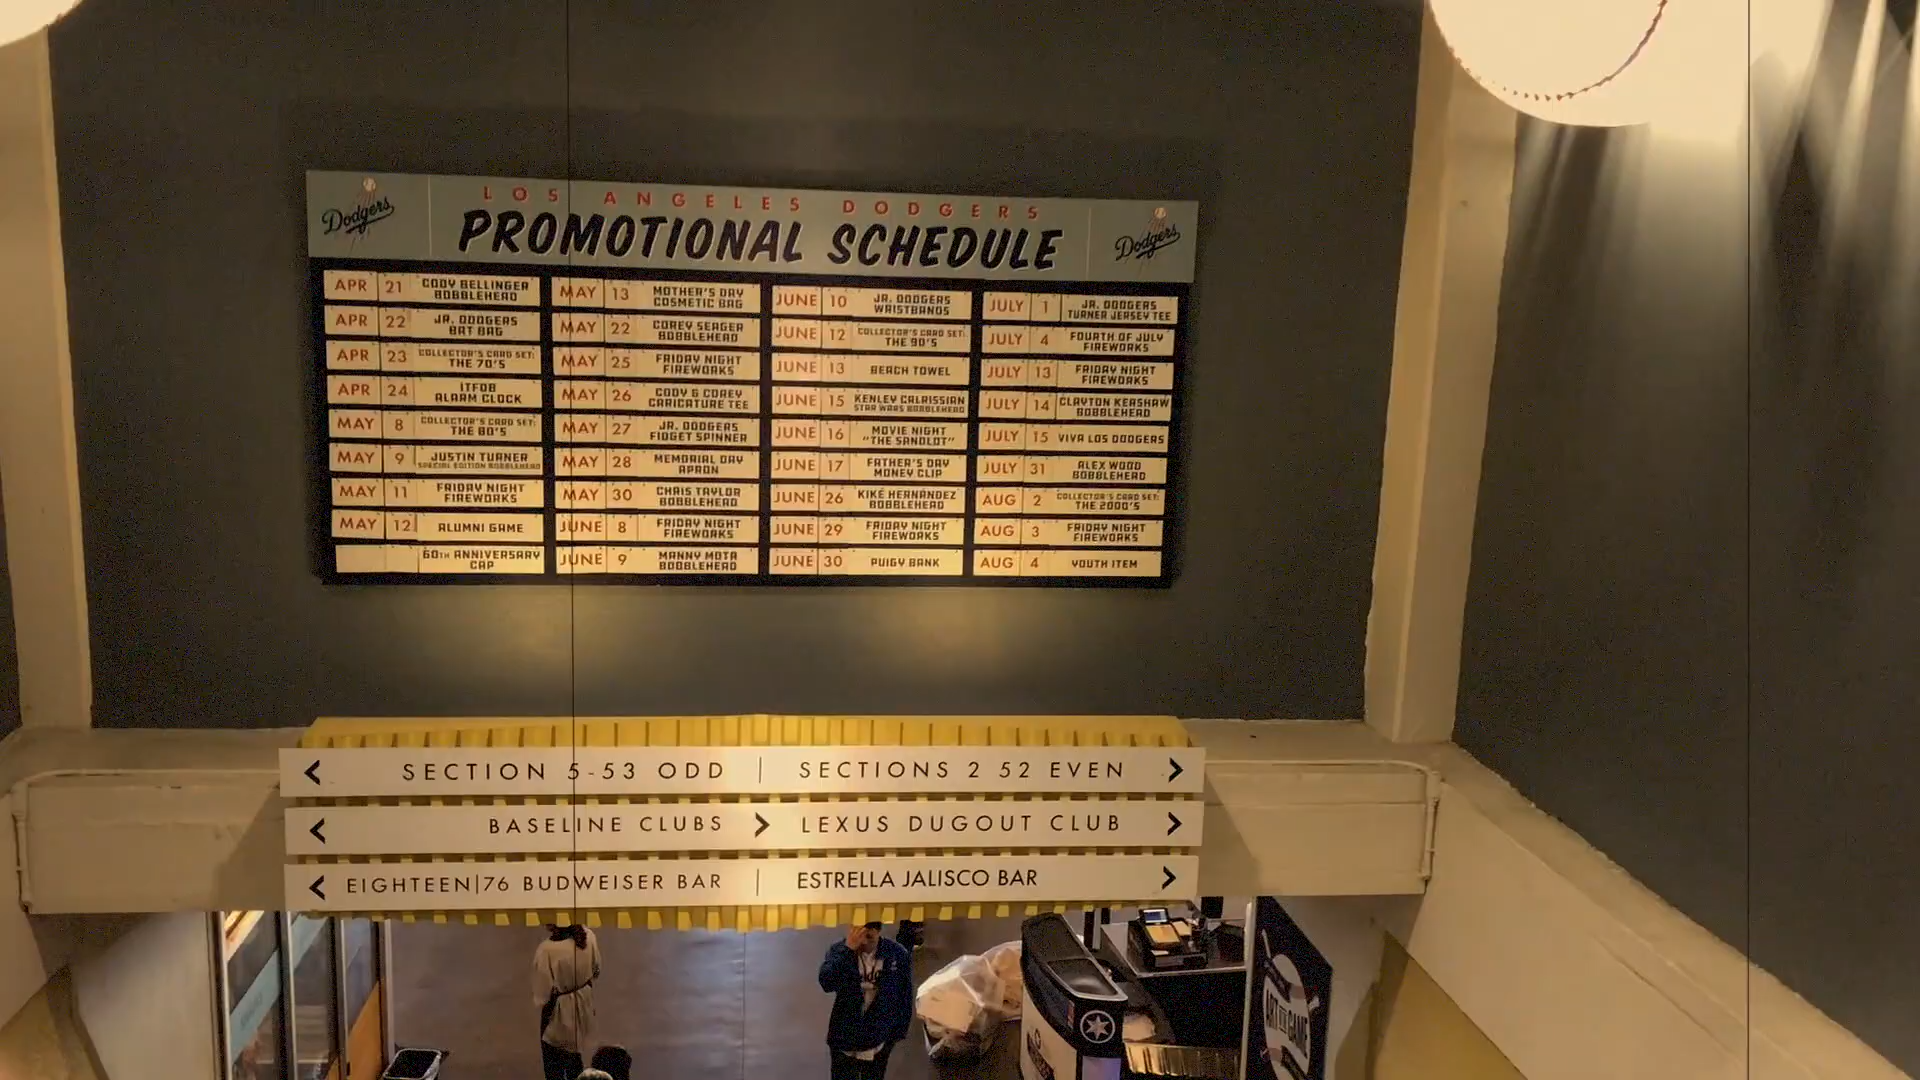 Dodgers
LOS ANGELES DODGERS
PROMOTIONAL SCHEDULE
Dodgers
APR 21 CODY BELLINGER
BOBBLEHEAD
APR 22 JR. DODGERS
BAT BAG
APR 23 COLLECTOR'S CARD SET:
THE 70'S
APR 24 ITFDB
ALARM CLOCK
MAY 8 COLLECTOR'S CARD SET:
THE 80'S
MAY 9 JUSTIN TURNER
SPECIAL EDITION BOBBLEHEAD
MAY 11 FRIDAY NIGHT
FIREWORKS
MAY 12 ALUMNI GAME
60TH ANNIVERSARY
CAP
MAY 13 MOTHER'S DAY
COSMETIC BAG
MAY 22 COREY SEAGER
BOBBLEHEAD
MAY 25 FRIDAY NIGHT
FIREWORKS
MAY 26 CODY & COREY
CARICATURE TEE
MAY 27 JR. DODGERS
FIDGET SPINNER
MAY 28 MEMORIAL DAY
APRON
MAY 30 CHRIS TAYLOR
BOBBLEHEAD
JUNE 8 FRIDAY NIGHT
FIREWORKS
JUNE 9 MANNY MOTA
BOBBLEHEAD
JUNE 10 JR. DODGERS
WRISTBANDS
JUNE 12 COLLECTOR'S CARD SET:
THE 90'S
JUNE 13 BEACH TOWEL
JUNE 15 KENLEY CALRISSIAN
STAR WARS BOBBLEHEAD
JUNE 16 MOVIE NIGHT
"THE SANDLOT"
JUNE 17 FATHER'S DAY
MONEY CLIP
JUNE 26 KIKÉ HERNÁNDEZ
BOBBLEHEAD
JUNE 29 FRIDAY NIGHT
FIREWORKS
JUNE 30 PUIGY BANK
JULY 1 JR. DODGERS
TURNER JERSEY TEE
JULY 4 FOURTH OF JULY
FIREWORKS
JULY 13 FRIDAY NIGHT
FIREWORKS
JULY 14 CLAYTON KERSHAW
BOBBLEHEAD
JULY 15 VIVA LOS DODGERS
JULY 31 ALEX WOOD
BOBBLEHEAD
AUG 2 COLLECTOR'S CARD SET:
THE 2000'S
AUG 3 FRIDAY NIGHT
FIREWORKS
AUG 4 YOUTH ITEM
< SECTION 5-53 ODD | SECTIONS 2 52 EVEN >
< BASELINE CLUBS > LEXUS DUGOUT CLUB >
< EIGHTEEN|76 BUDWEISER BAR | ESTRELLA JALISCO BAR >
ART OF THE GAME